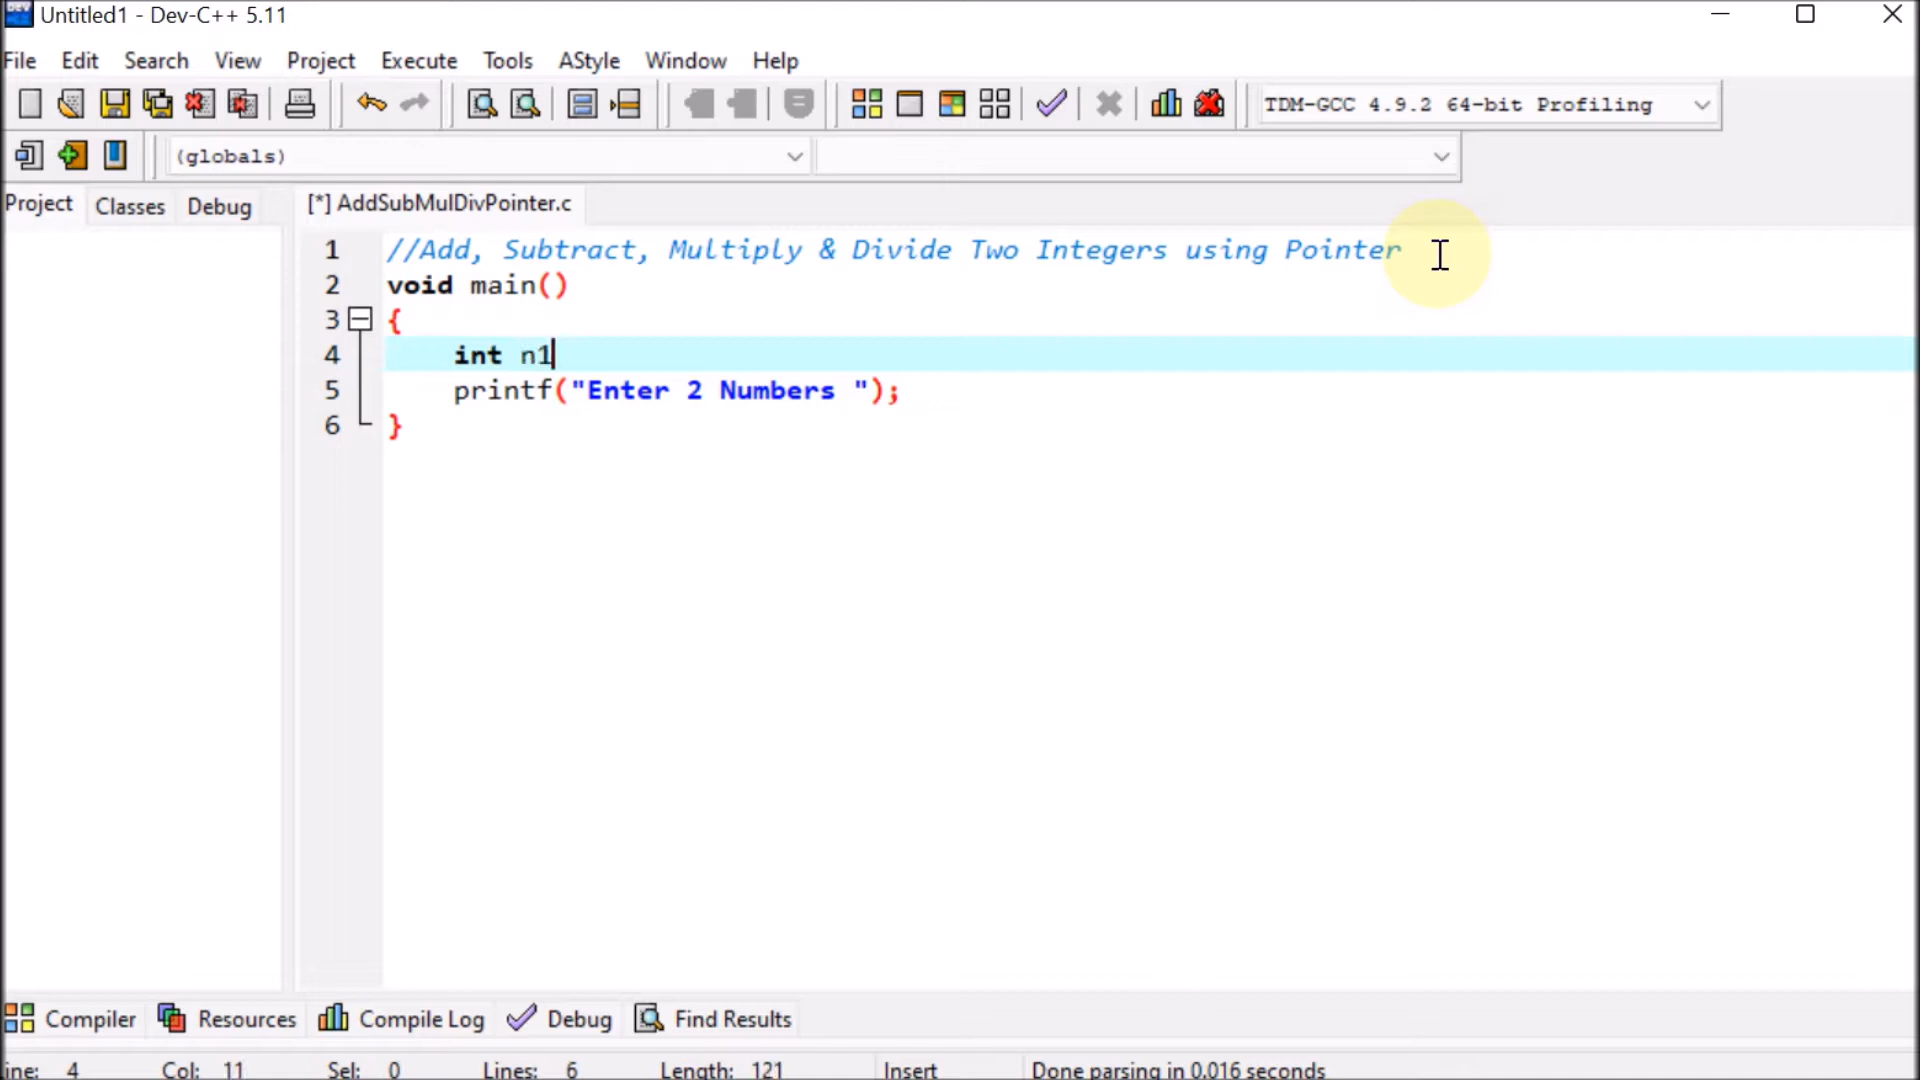 Untitled1 - Dev-C++ 5.11
File Edit Search View Project Execute Tools AStyle Window Help
TDM-GCC 4.9.2 64-bit Profiling
(globals)
Project Classes Debug
[*] AddSubMulDivPointer.c
1 //Add, Subtract, Multiply & Divide Two Integers using Pointer
2 void main()
3 {
4 int n1
5 printf("Enter 2 Numbers ");
6 }
Compiler Resources Compile Log Debug Find Results
ine: 4 Col: 11 Sel: 0 Lines: 6 Length: 121 Insert Done parsing in 0.016 seconds